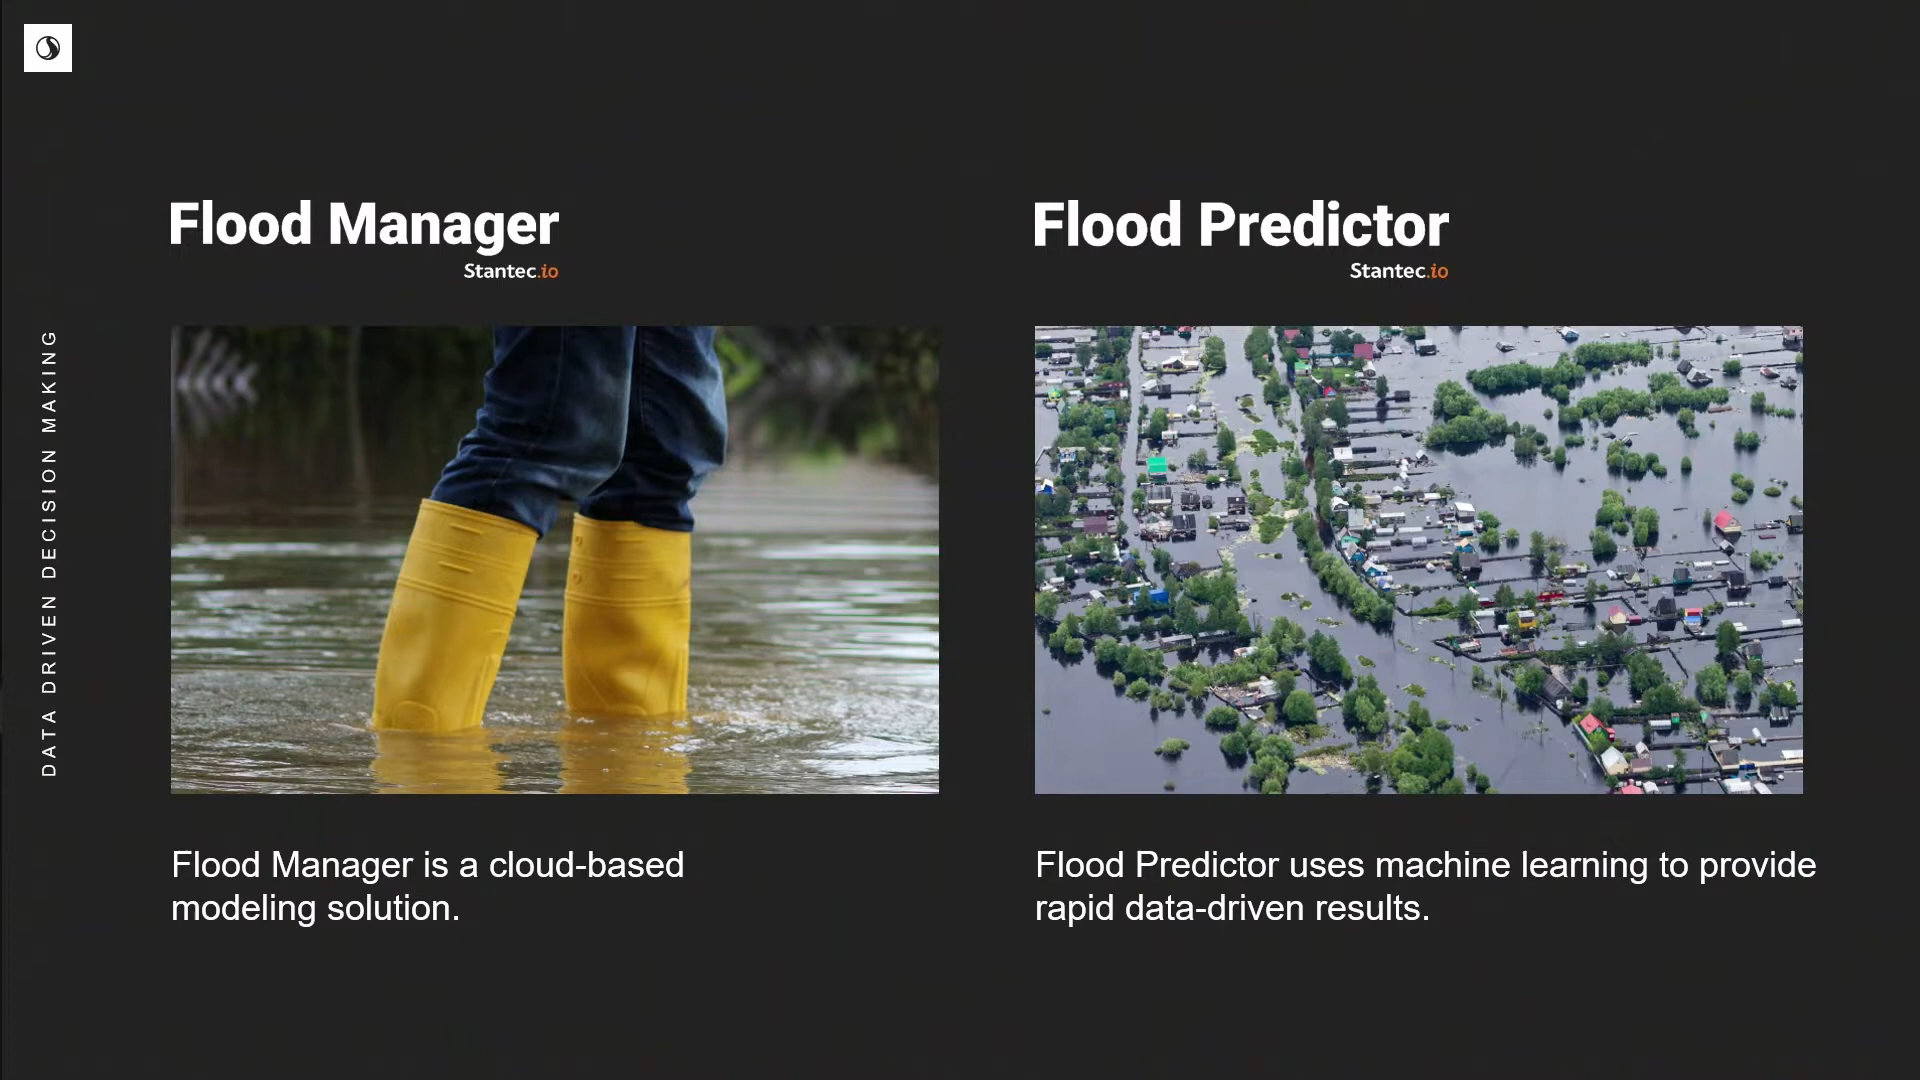 DATA DRIVEN DECISION MAKING
Flood Manager
Stantec.io
Flood Manager is a cloud-based
modeling solution.
Flood Predictor
Stantec.io
Flood Predictor uses machine learning to provide
rapid data-driven results.